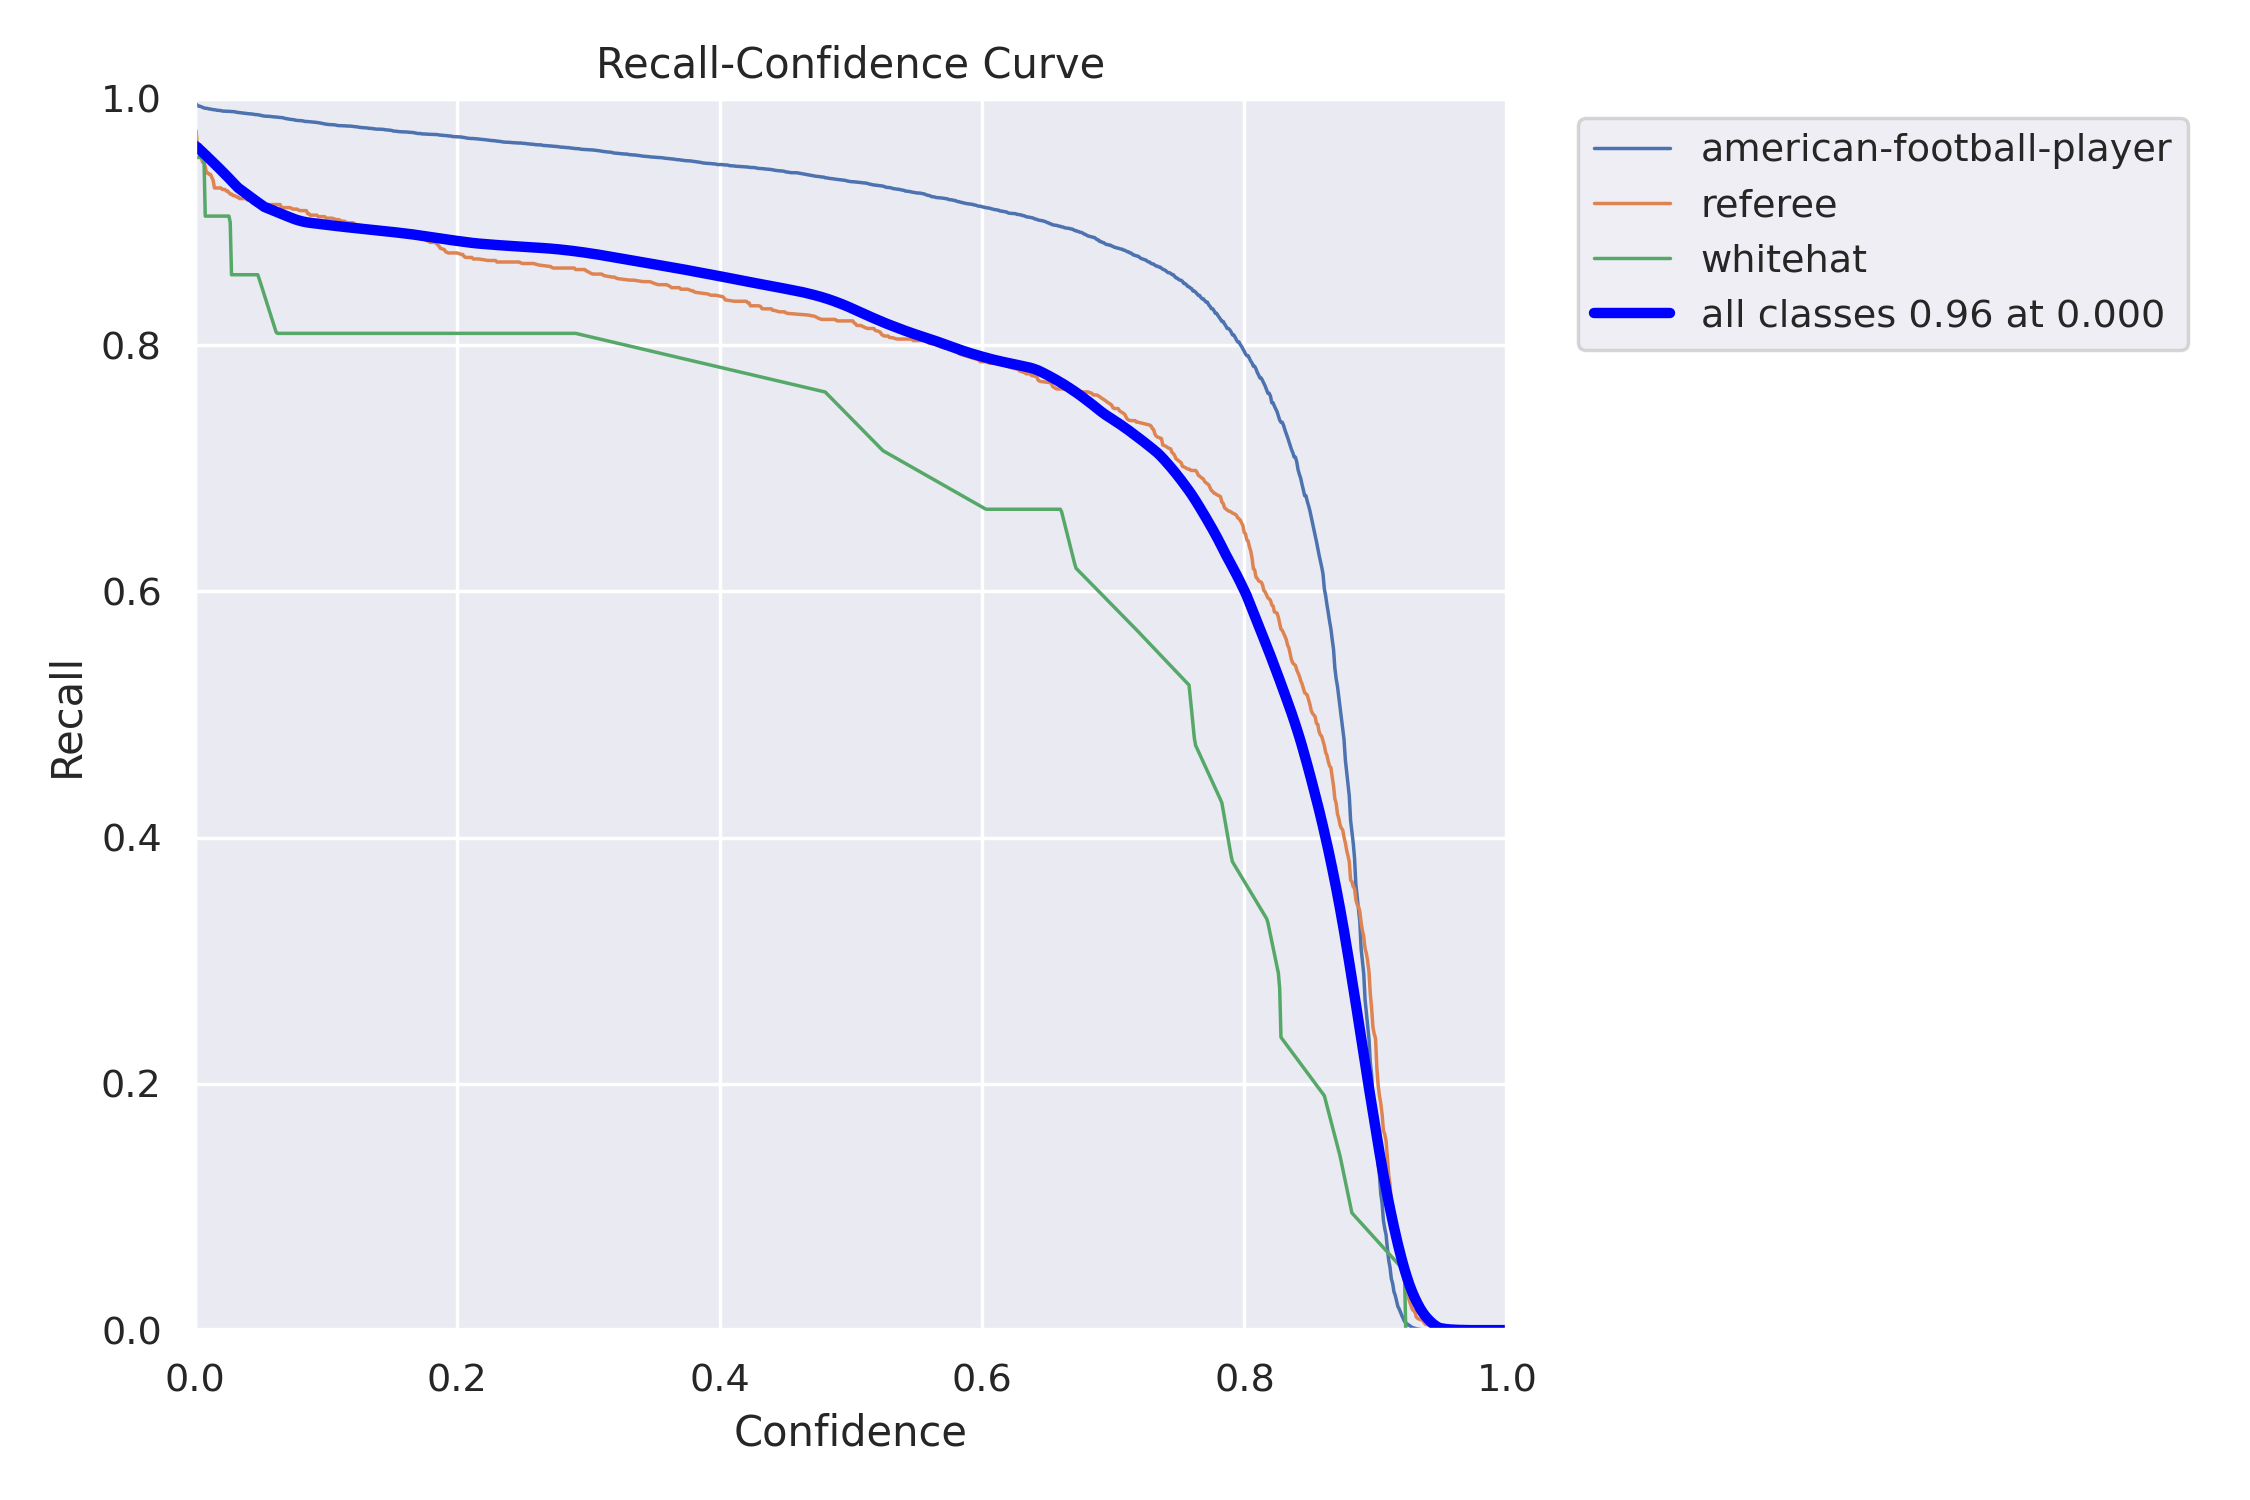 Recall-Confidence Curve
1.0
0.8
0.6
0.4
0.2
0.0
Recall
0.0 0.2 0.4 0.6 0.8 1.0
Confidence
american-football-player
referee
whitehat
all classes 0.96 at 0.000